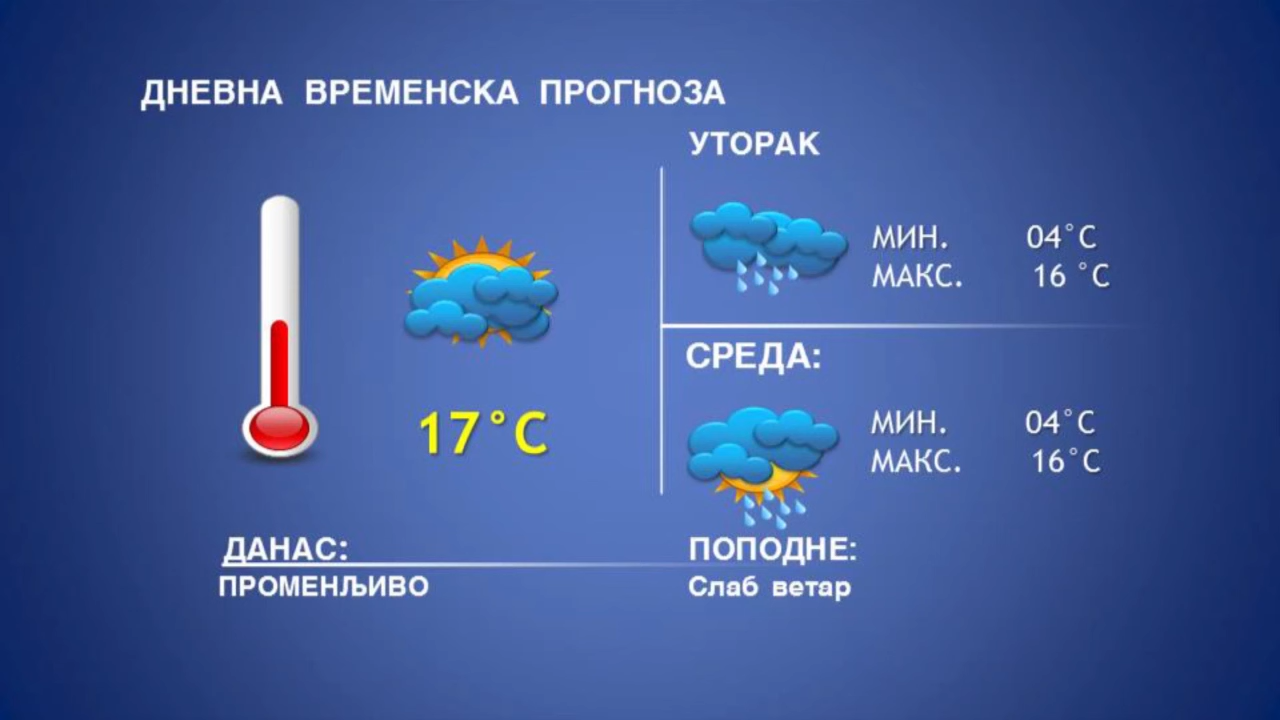 ДНЕВНА ВРЕМЕНСКА ПРОГНОЗА
17°C
ДАНАС:
ПРОМЕНЉИВО
УТОРАК
МИН. 04°C
МАКС. 16 °C
СРЕДА:
МИН. 04°C
МАКС. 16°C
ПОПОДНЕ:
Слаб ветар